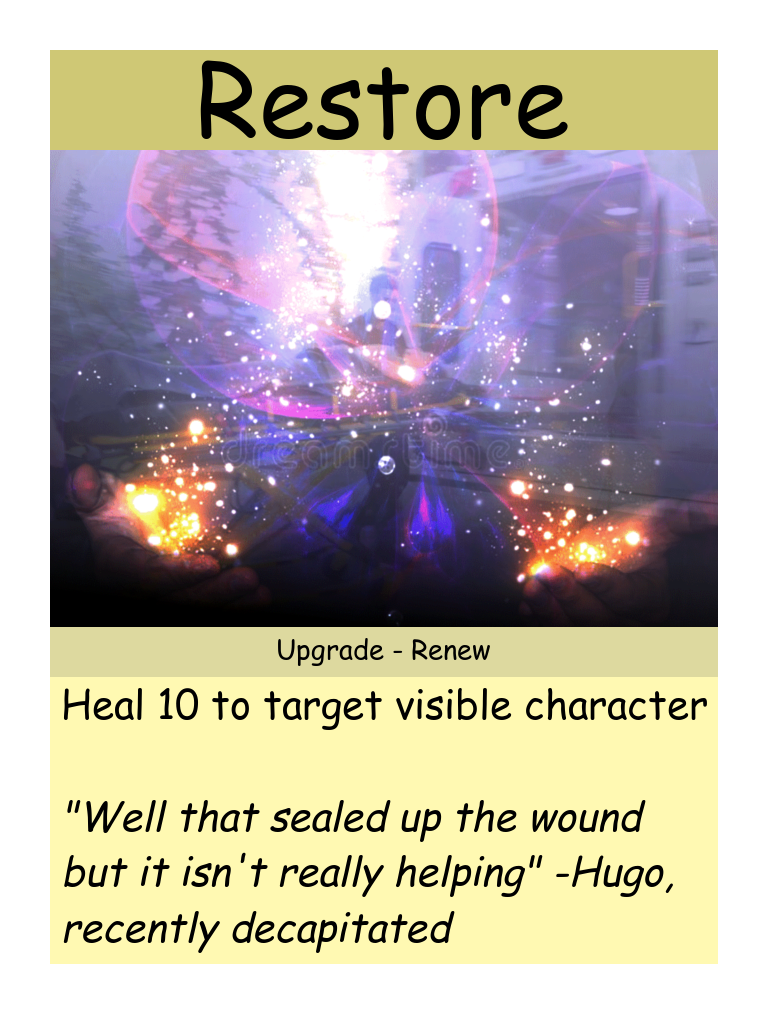 Restore
dreamstime
Upgrade - Renew
Heal 10 to target visible character
"Well that sealed up the wound
but it isn't really helping" -Hugo,
recently decapitated